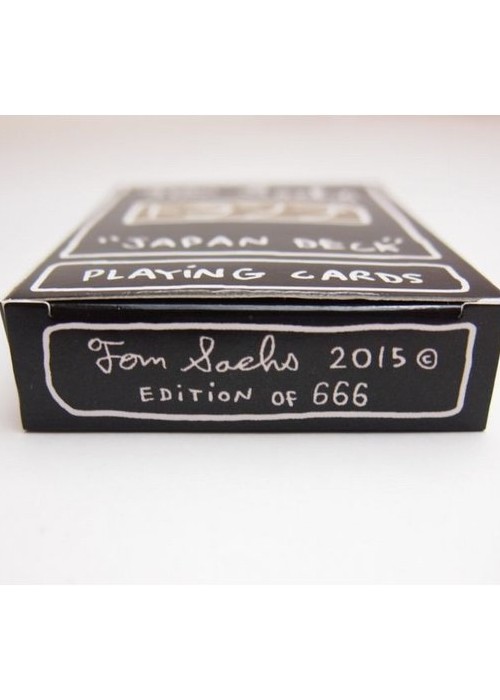 "JAPAN DECK"
PLAYING CARDS
Tom Sachs 2015 ©
EDITION OF 666